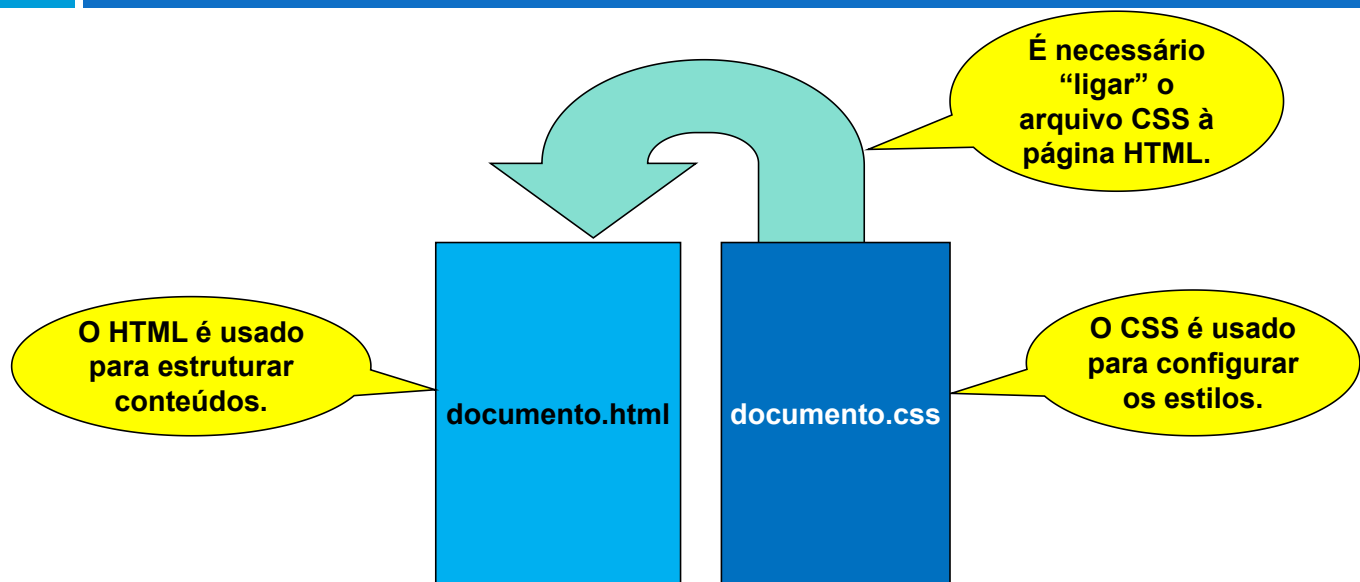 É necessário
“ligar” o
arquivo CSS à
página HTML.
O HTML é usado
para estruturar
conteúdos.
documento.html
documento.css
O CSS é usado
para configurar
os estilos.